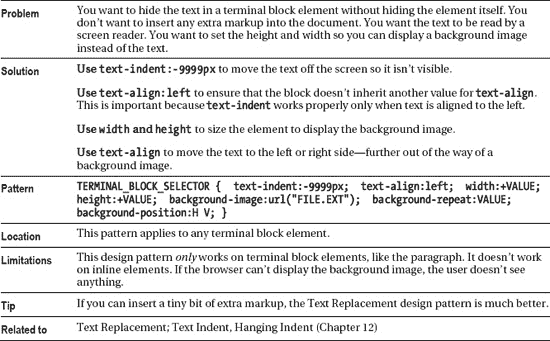 Problem
You want to hide the text in a terminal block element without hiding the element itself. You
don't want to insert any extra markup into the document. You want the text to be read by a
screen reader. You want to set the height and width so you can display a background image
instead of the text.
Solution
Use text-indent:-9999px to move the text off the screen so it isn't visible.
Use text-align:left to ensure that the block doesn't inherit another value for text-align.
This is important because text-indent works properly only when text is aligned to the left.
Use width and height to size the element to display the background image.
Use text-align to move the text to the left or right side—further out of the way of a
background image.
Pattern
TERMINAL_BLOCK_SELECTOR { text-indent:-9999px; text-align:left; width:+VALUE;
height:+VALUE; background-image:url("FILE.EXT"); background-repeat:VALUE;
background-position:H V; }
Location
This pattern applies to any terminal block element.
Limitations
This design pattern only works on terminal block elements, like the paragraph. It doesn't work
on inline elements. If the browser can't display the background image, the user doesn't see
anything.
Tip
If you can insert a tiny bit of extra markup, the Text Replacement design pattern is much better.
Related to
Text Replacement; Text Indent, Hanging Indent (Chapter 12)